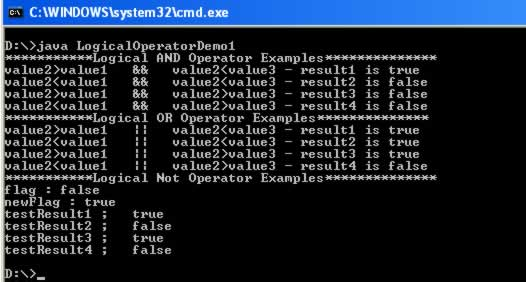 C:\WINDOWS\system32\cmd.exe
D:\>java LogicalOperatorDemo1
***********Logical AND Operator Examples***************
value2>value1   &&   value2<value3 - result1 is true
value2>value1   &&   value2<value3 - result2 is false
value2>value1   &&   value2<value3 - result3 is false
value2>value1   &&   value2<value3 - result4 is false
***********Logical OR Operator Examples***************
value2>value1   ||   value2<value3 - result1 is true
value2>value1   ||   value2<value3 - result2 is true
value2>value1   ||   value2<value3 - result3 is true
value2>value1   ||   value2<value3 - result4 is false
***********Logical Not Operator Examples***************
flag : false
newFlag : true
testResult1 ;   true
testResult2 ;   false
testResult3 ;   true
testResult4 ;   false
D:\>_